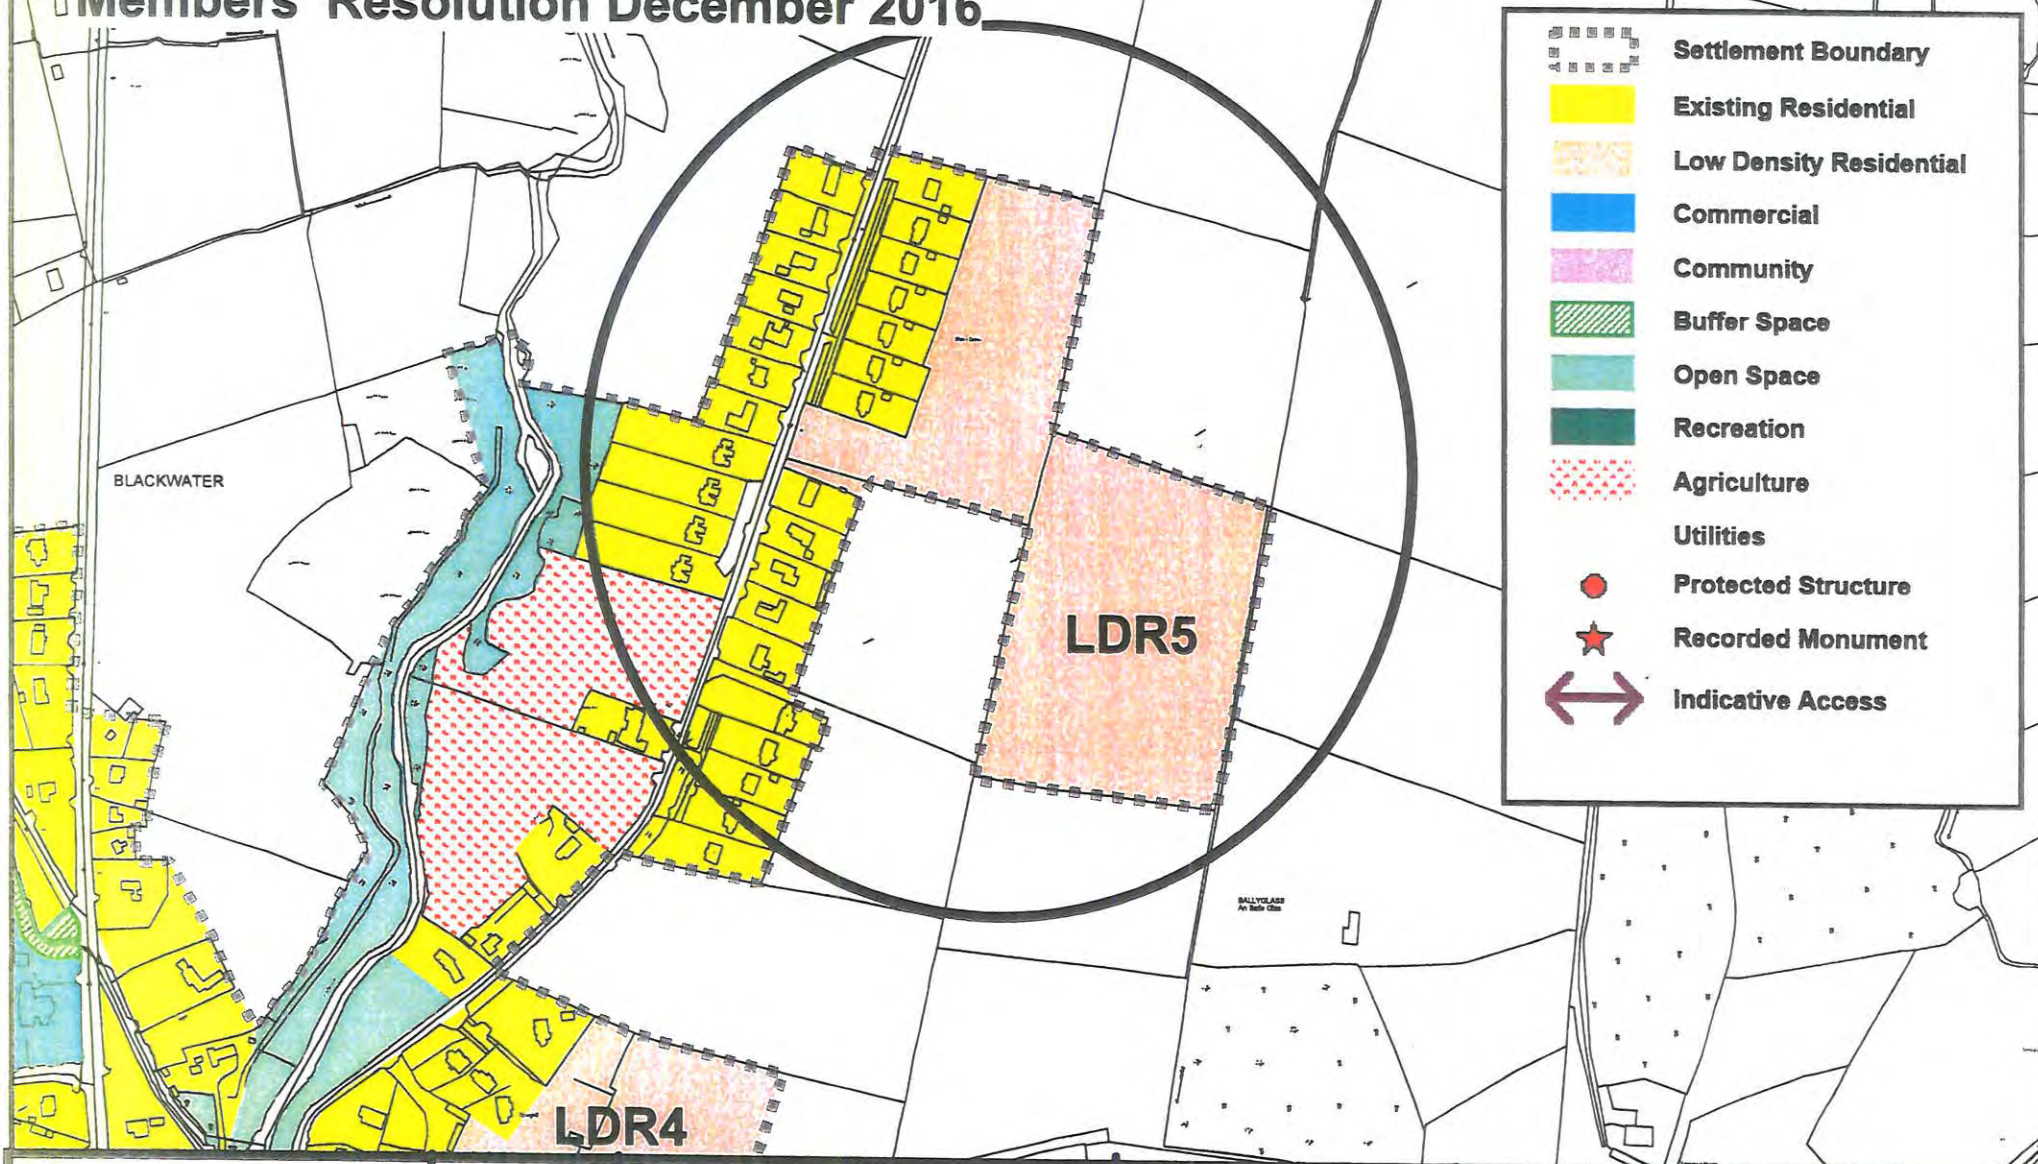 Members' Resolution December 2016
Settlement Boundary
Existing Residential
Low Density Residential
Commercial
Community
Buffer Space
Open Space
Recreation
Agriculture
Utilities
Protected Structure
Recorded Monument
Indicative Access
BLACKWATER
LDR5
BALLYGLASS
LDR4